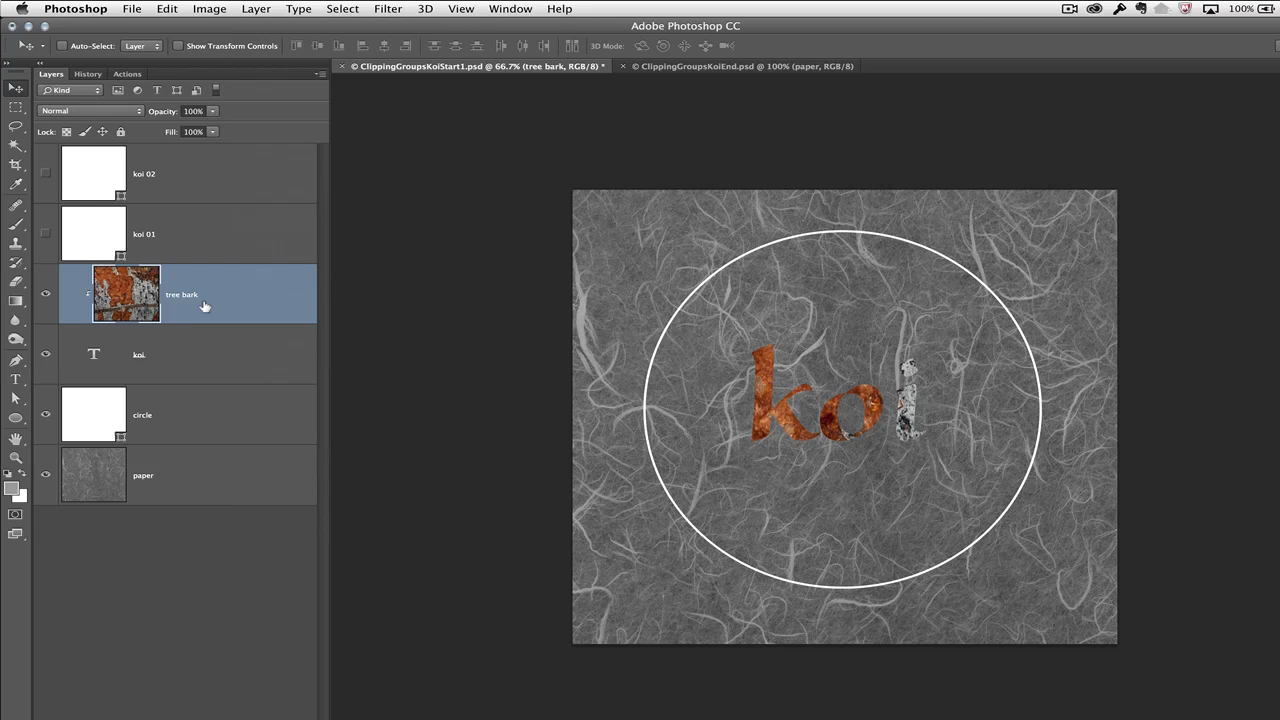 Photoshop File Edit Image Layer Type Select Filter 3D View Window Help 100%
Adobe Photoshop CC
Auto-Select: Layer Show Transform Controls 3D Mode:
© ClippingGroupsKoiStart1.psd @ 66.7% (tree bark, RGB/8) * © ClippingGroupsKoiEnd.psd @ 100% (paper, RGB/8)
Layers History Actions
Kind
Normal Opacity: 100%
Lock: Fill: 100%
koi 02
koi 01
tree bark
koi
circle
paper
koi